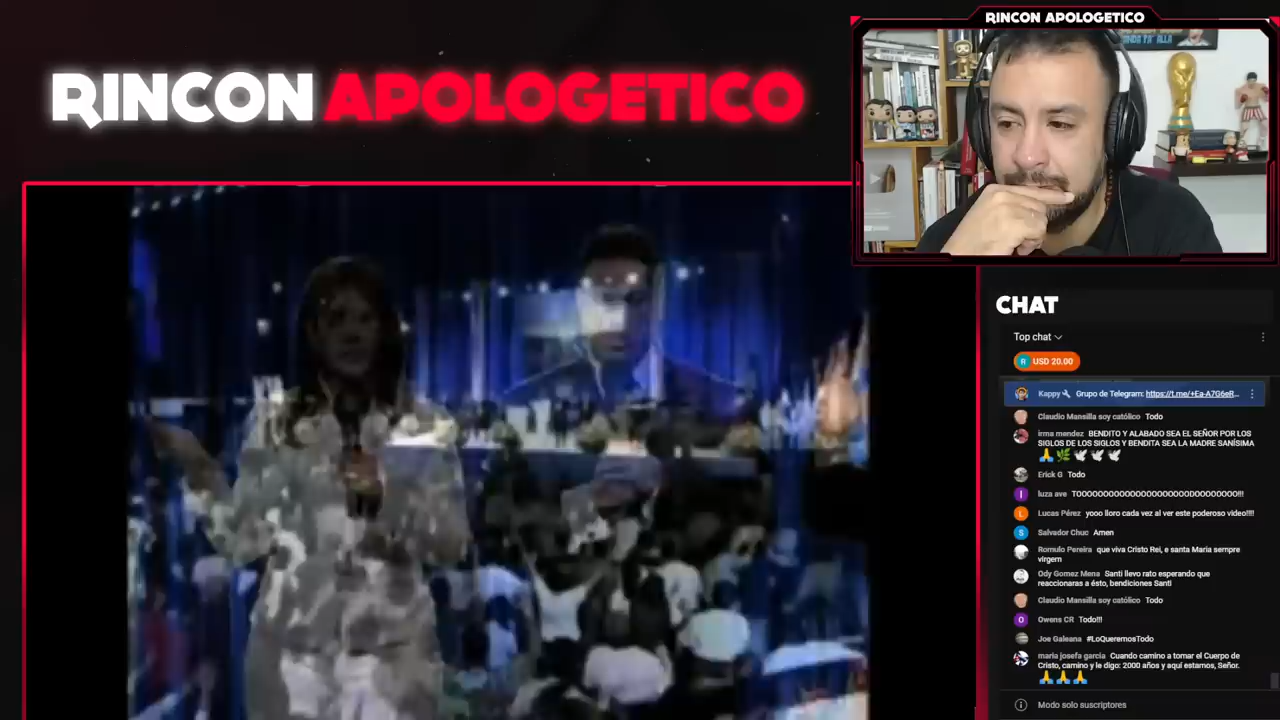 RINCON APOLOGETICO
RINCON APOLOGETICO
CHAT
Top chat
R USD 20.00
Kappy Grupo de Telegram: https://t.me/+Ea-A7G6eR...
Claudio Mansilla soy católico Todo
irma mendez BENDITO Y ALABADO SEA EL SEÑOR POR LOS
SIGLOS DE LOS SIGLOS Y BENDITA SEA LA MADRE SANÍSIMA
Erick G Todo
luza ave
L Lucas Pérez yooo lloro cada vez al ver este poderoso video!!!!
S Salvador Chuc Amen
Romulo Pereira que viva Cristo Rei, e santa Maria sempre
virgem
Ody Gomez Mena Santi llevo rato esperando que
reaccionaras a ésto, bendiciones Santi
Claudio Mansilla soy católico Todo
O Owens CR Todo!!!
Joe Galeana #LoQueremosTodo
maria josefa garcia Cuando camino a tomar el Cuerpo de
Cristo, camino y le digo: 2000 años y aquí estamos, Señor.
Modo solo suscriptores